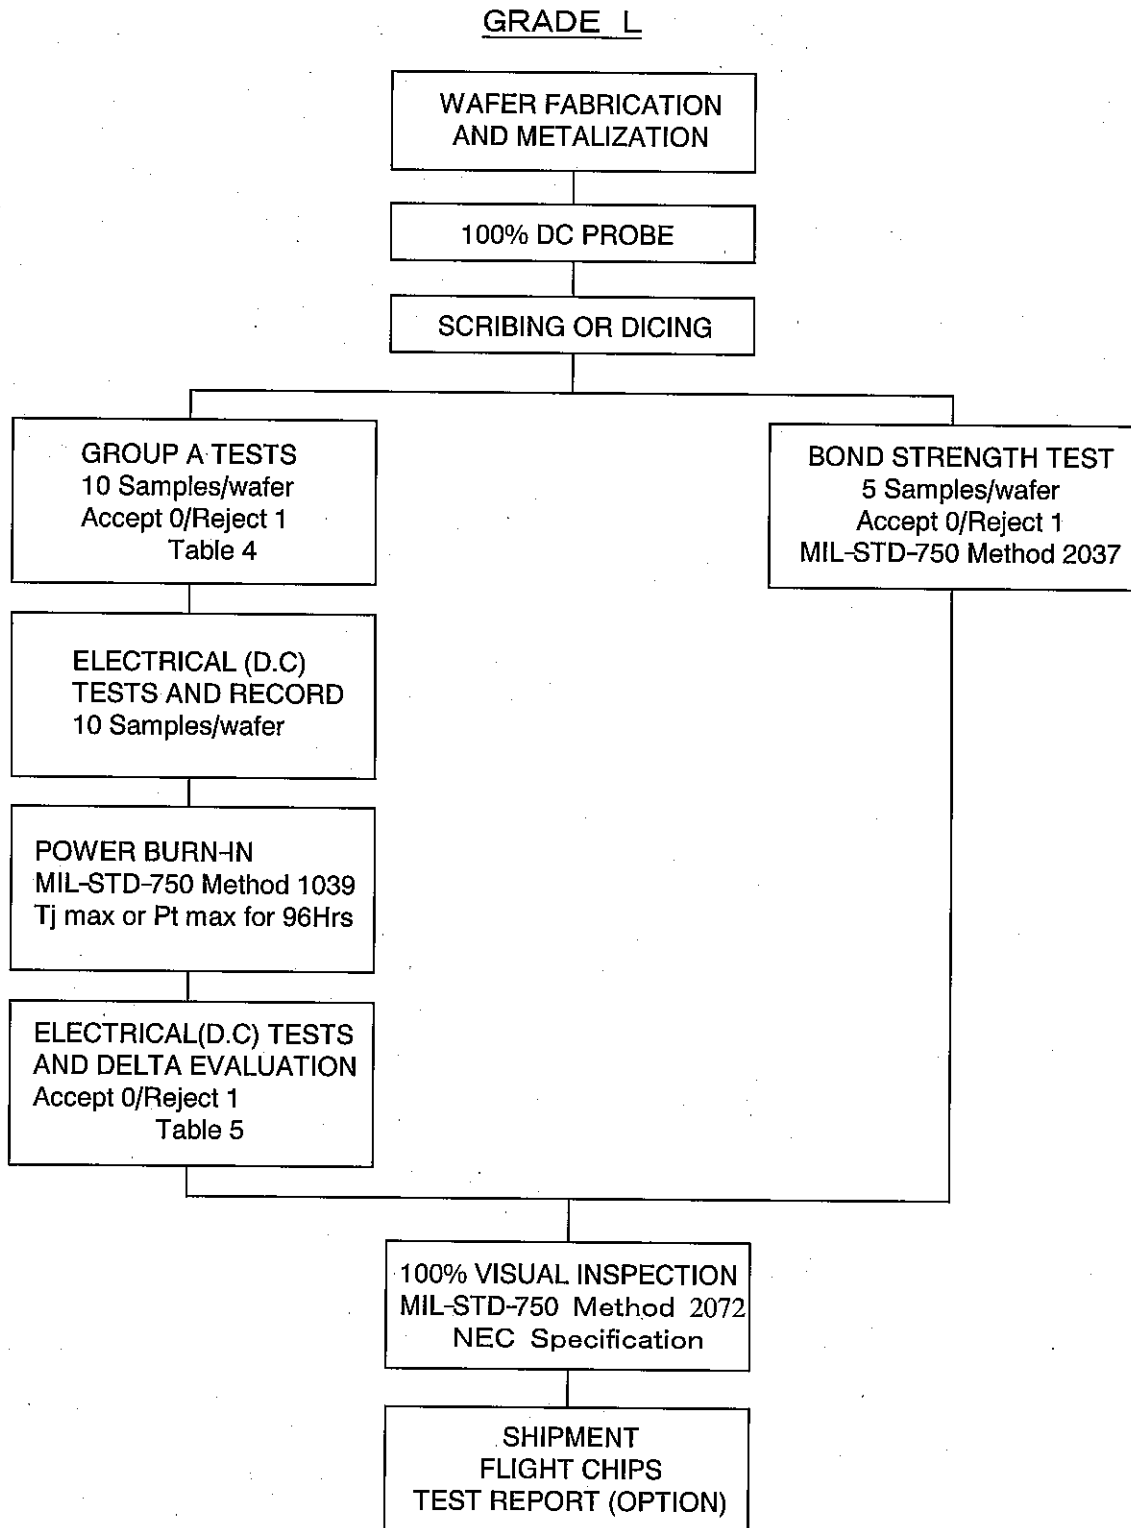 GRADE L
WAFER FABRICATION
AND METALIZATION
100% DC PROBE
SCRIBING OR DICING
GROUP A TESTS
10 Samples/wafer
Accept 0/Reject 1
Table 4
BOND STRENGTH TEST
5 Samples/wafer
Accept 0/Reject 1
MIL-STD-750 Method 2037
ELECTRICAL (D.C)
TESTS AND RECORD
10 Samples/wafer
POWER BURN-IN
MIL-STD-750 Method 1039
Tj max or Pt max for 96Hrs
ELECTRICAL(D.C) TESTS
AND DELTA EVALUATION
Accept 0/Reject 1
Table 5
100% VISUAL INSPECTION
MIL-STD-750 Method 2072
NEC Specification
SHIPMENT
FLIGHT CHIPS
TEST REPORT (OPTION)